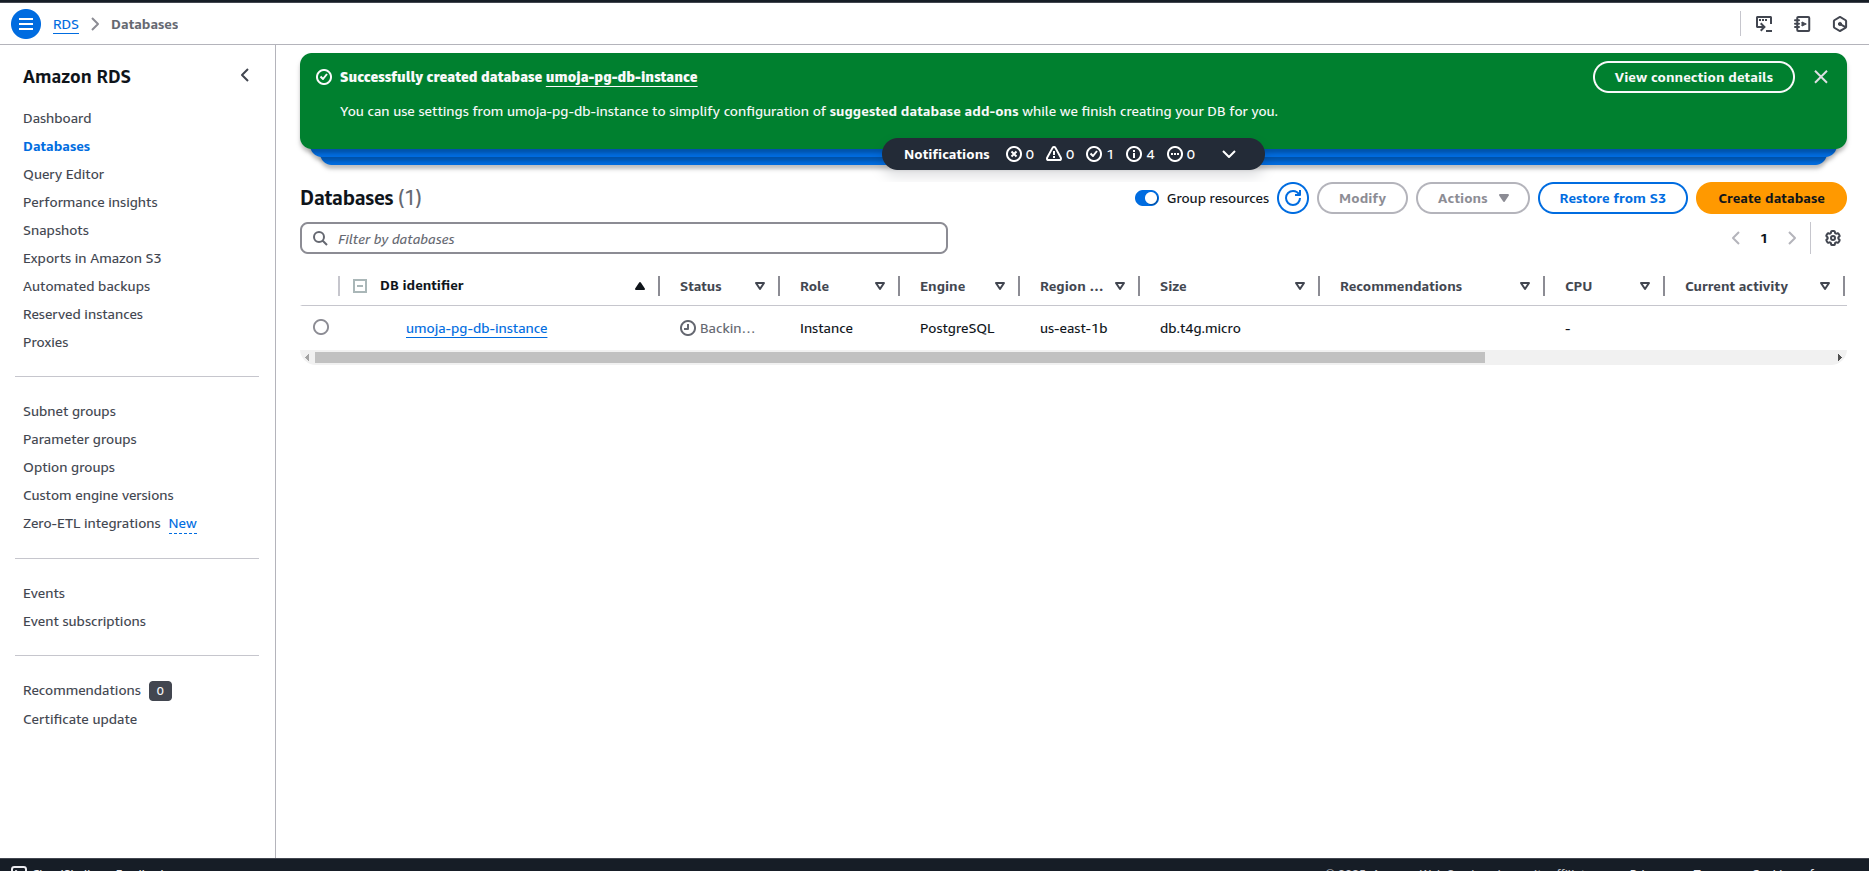 RDS > Databases
Amazon RDS
Dashboard
Databases
Query Editor
Performance insights
Snapshots
Exports in Amazon S3
Automated backups
Reserved instances
Proxies
Subnet groups
Parameter groups
Option groups
Custom engine versions
Zero-ETL integrations New
Events
Event subscriptions
Recommendations 0
Certificate update
Successfully created database umoja-pg-db-instance
View connection details
You can use settings from umoja-pg-db-instance to simplify configuration of suggested database add-ons while we finish creating your DB for you.
Notifications 0 0 1 4 0
Databases (1)
Group resources
Modify
Actions
Restore from S3
Create database
Filter by databases
1
DB identifier Status Role Engine Region ... Size Recommendations CPU Current activity
umoja-pg-db-instance Backin... Instance PostgreSQL us-east-1b db.t4g.micro -